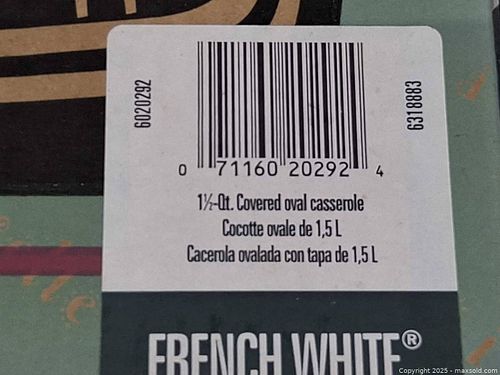 6020292
6318883
0 71160 20292 4
1½-Qt. Covered oval casserole
Cocotte ovale de 1,5 L
Cacerola ovalada con tapa de 1,5 L
FRENCH WHITE®
Copyright 2025 - maxsold.com